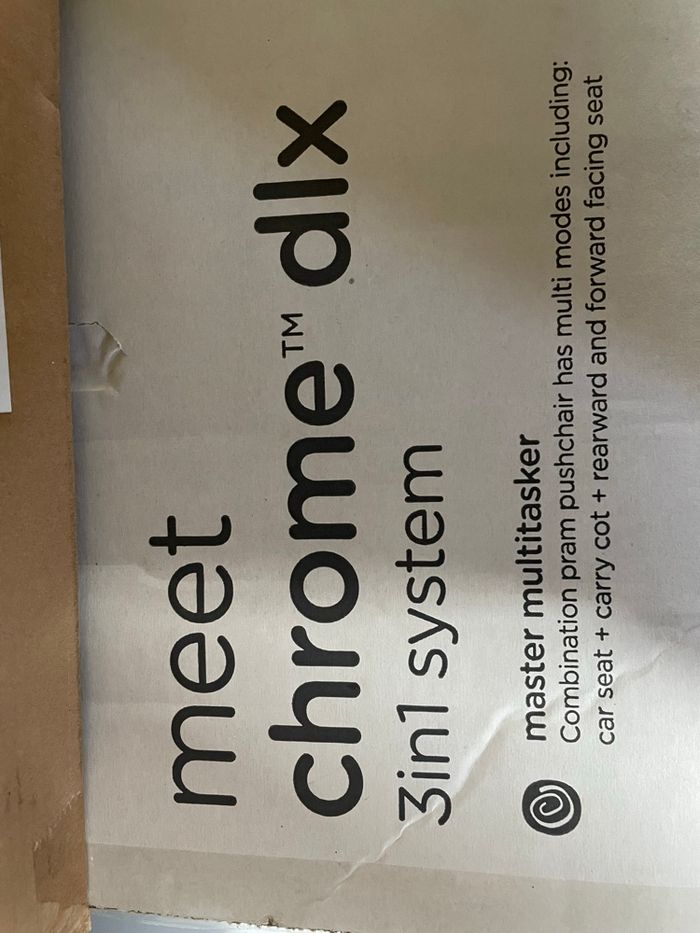 meet
chrome™ dlx
3in1 system
master multitasker
Combination pram pushchair has multi modes including:
car seat + carry cot + rearward and forward facing seat